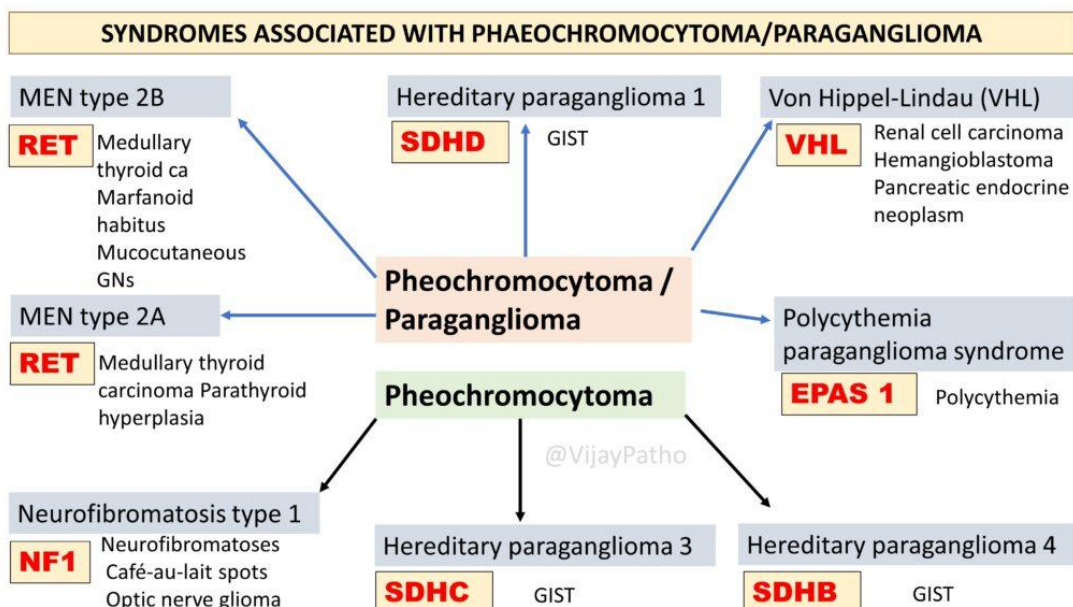 SYNDROMES ASSOCIATED WITH PHAEOCHROMOCYTOMA/PARAGANGLIOMA
MEN type 2B
RET
Medullary
thyroid ca
Marfanoid
habitus
Mucocutaneous
GNs
Hereditary paraganglioma 1
SDHD
GIST
Von Hippel-Lindau (VHL)
VHL
Renal cell carcinoma
Hemangioblastoma
Pancreatic endocrine
neoplasm
Pheochromocytoma /
Paraganglioma
MEN type 2A
RET
Medullary thyroid
carcinoma Parathyroid
hyperplasia
Polycythemia
paraganglioma syndrome
EPAS 1
Polycythemia
Pheochromocytoma
@VijayPatho
Neurofibromatosis type 1
NF1
Neurofibromatoses
Café-au-lait spots
Optic nerve glioma
Hereditary paraganglioma 3
SDHC
GIST
Hereditary paraganglioma 4
SDHB
GIST